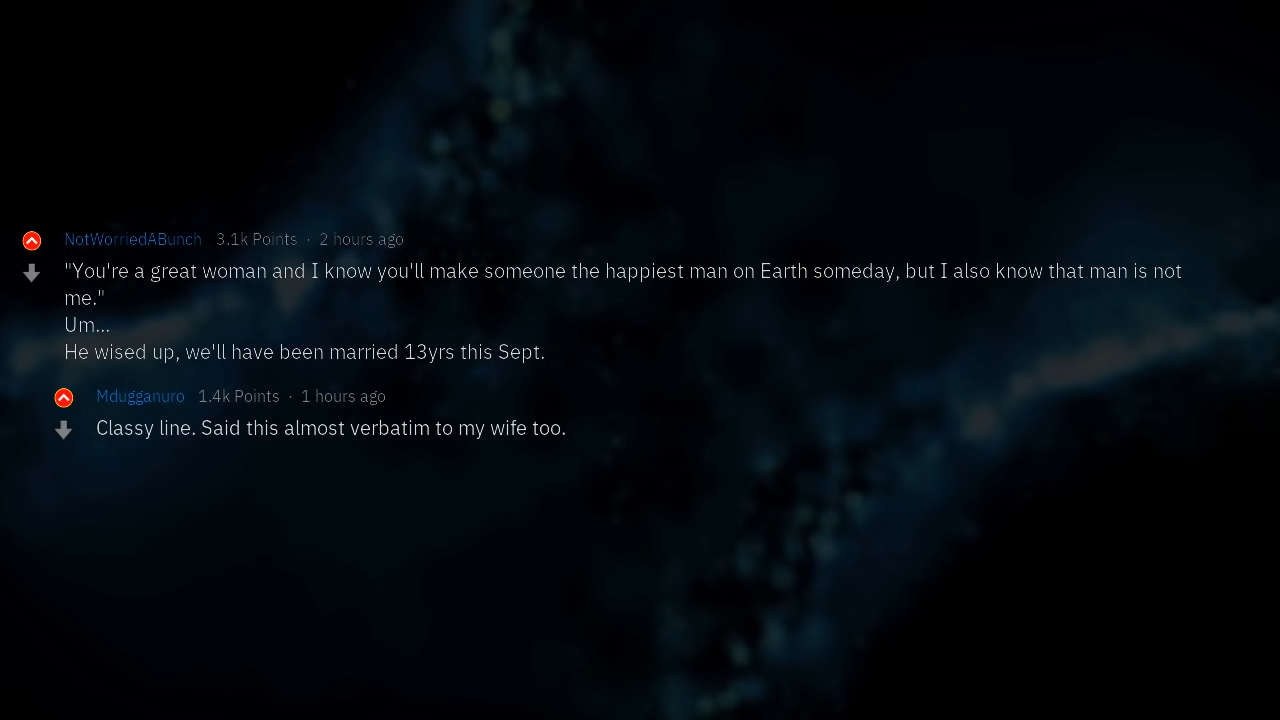 NotWorriedABunch 3.1k Points · 2 hours ago
"You're a great woman and I know you'll make someone the happiest man on Earth someday, but I also know that man is not
me."
Um...
He wised up, we'll have been married 13yrs this Sept.
Mdugganuro 1.4k Points · 1 hours ago
Classy line. Said this almost verbatim to my wife too.